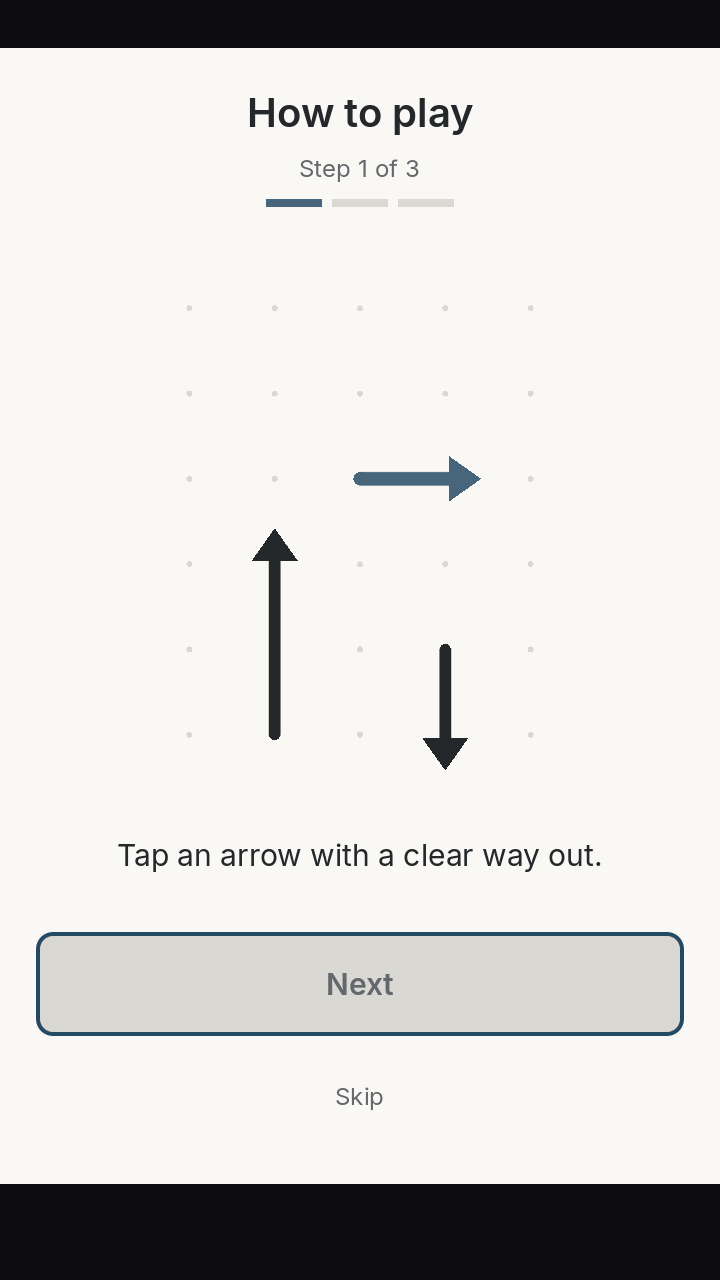 How to play
Step 1 of 3
Tap an arrow with a clear way out.
Next
Skip